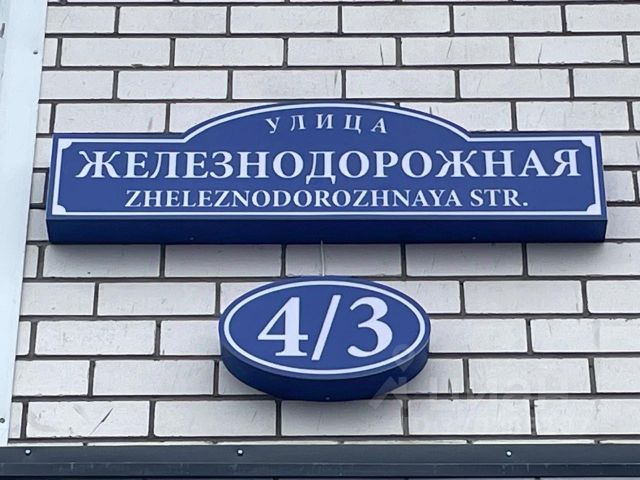 УЛИЦА
ЖЕЛЕЗНОДОРОЖНАЯ
ZHELEZNODOROZHNAYA STR.
4/3